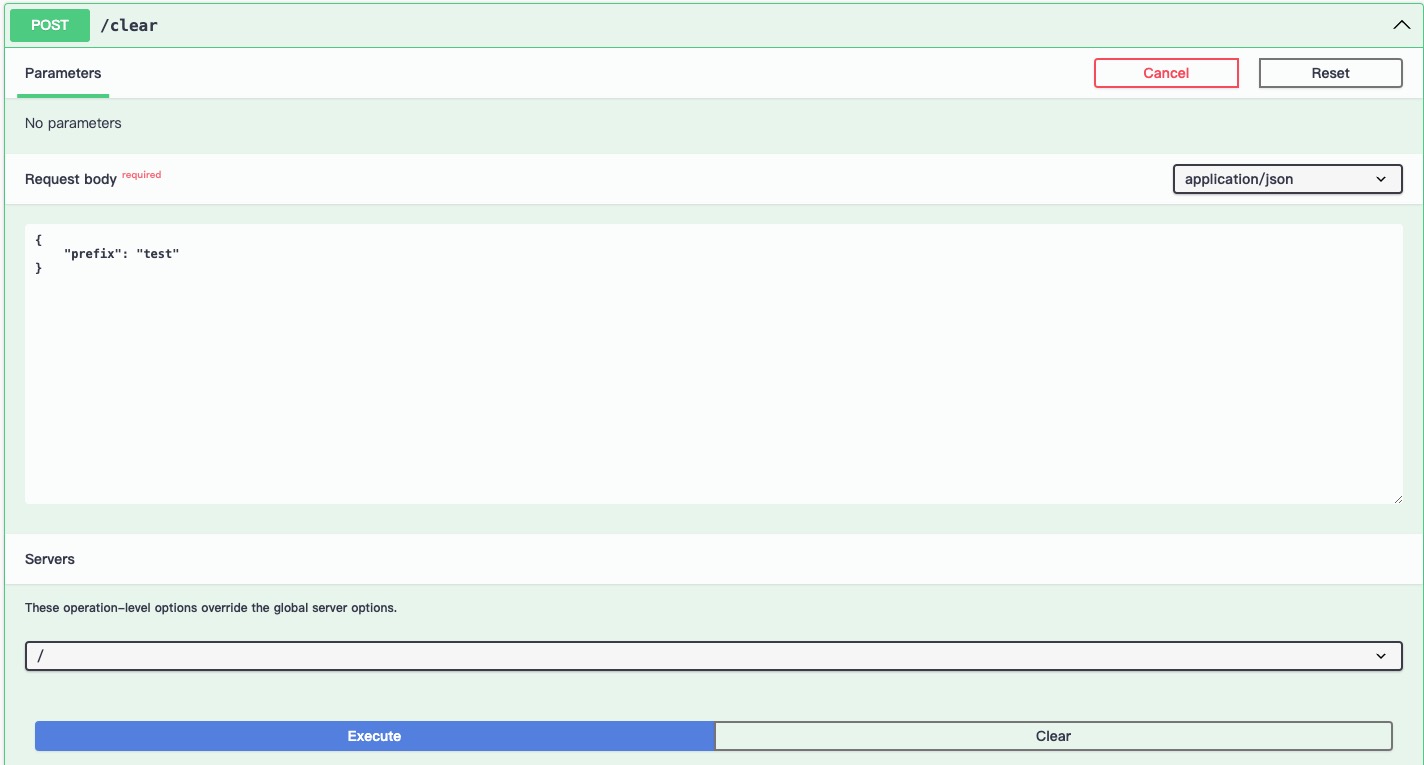 POST /clear
Parameters Cancel Reset
No parameters
Request body required application/json
{
    "prefix": "test"
}
Servers
These operation-level options override the global server options.
/
Execute Clear